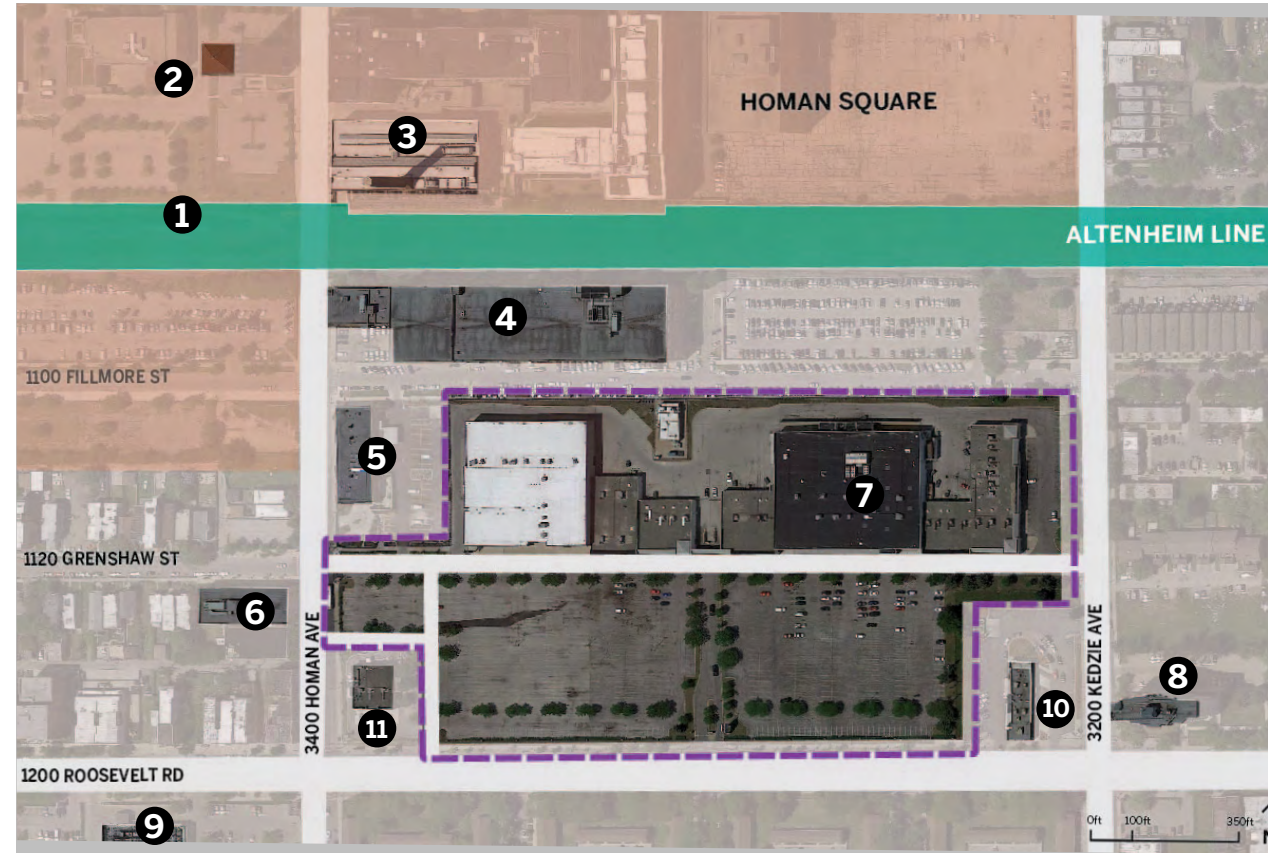 2
3
HOMAN SQUARE
1
ALTENHEIM LINE
4
1100 FILLMORE ST
5
7
1120 GRENSHAW ST
6
3400 HOMAN AVE
3200 KEDZIE AVE
8
10
11
1200 ROOSEVELT RD
9
0ft 100ft 350ft
N